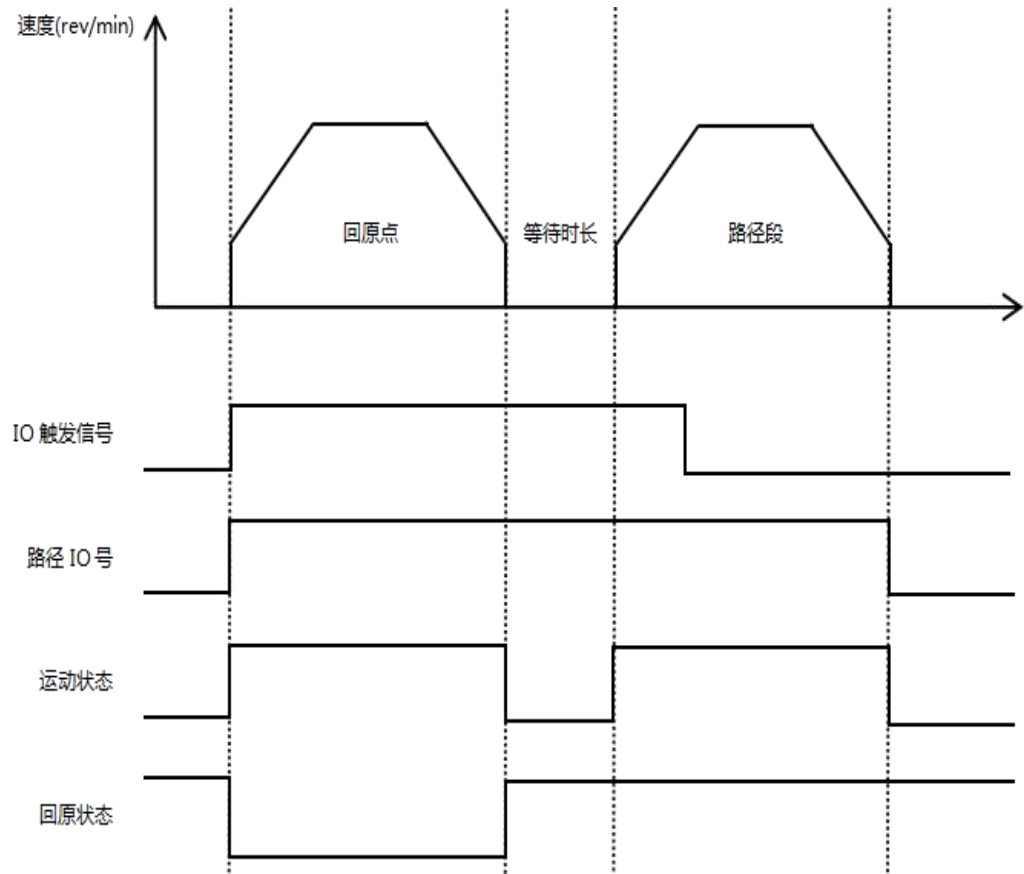 速度(rev/min)
回原点
等待时长
路径段
IO 触发信号
路径 IO 号
运动状态
回原状态